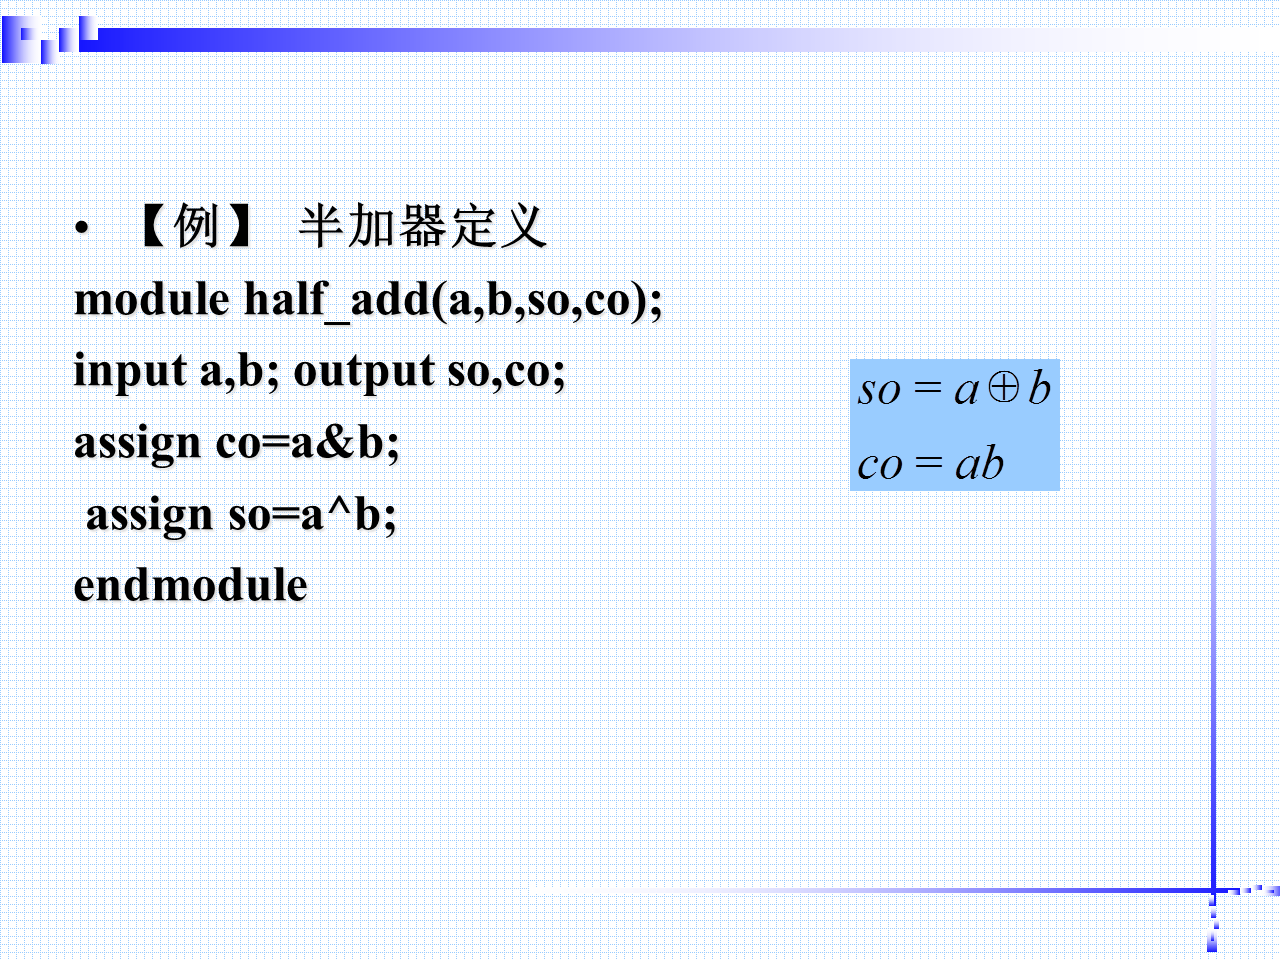 • 【例】 半加器定义
module half_add(a,b,so,co);
input a,b; output so,co;
assign co=a&b;
assign so=a^b;
endmodule
so = a⊕b
co = ab